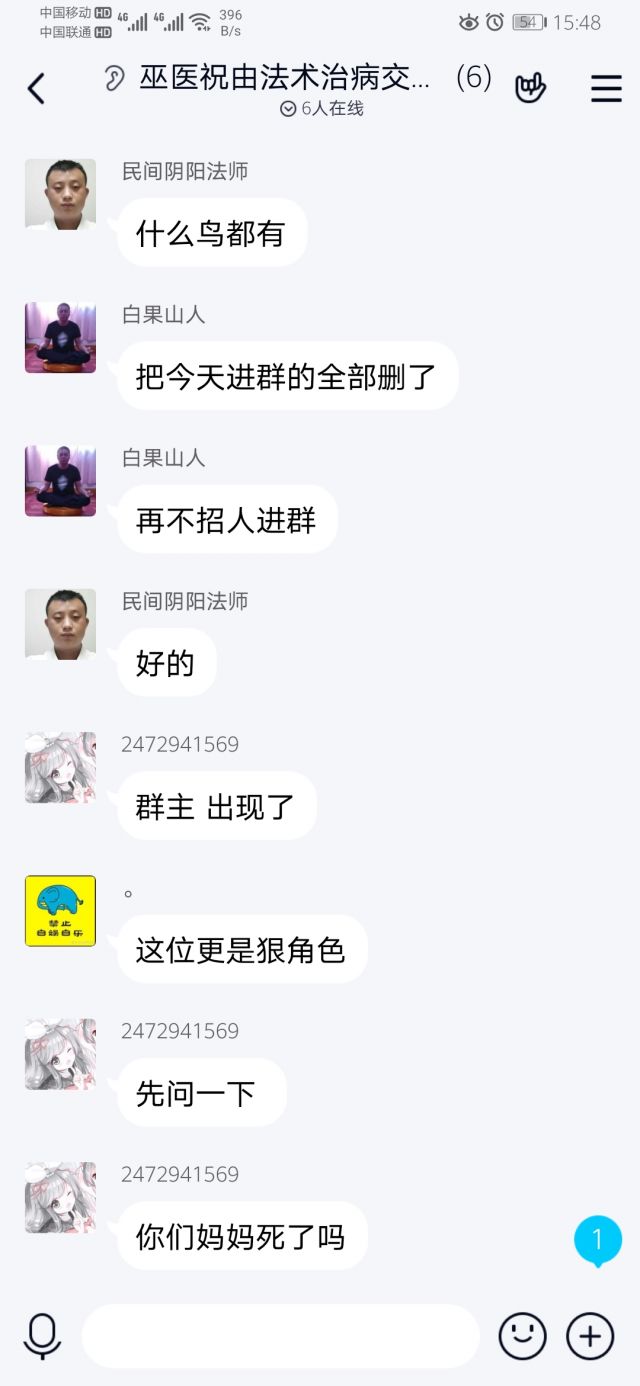 中国移动HD 4G 4G 396
中国联通HD B/s
54 15:48
巫医祝由法术治病交... (6)
6人在线
民间阴阳法师
什么鸟都有
白果山人
把今天进群的全部删了
白果山人
再不招人进群
民间阴阳法师
好的
2472941569
群主 出现了
。
禁止
自娱自乐
这位更是狠角色
2472941569
先问一下
2472941569
你们妈妈死了吗
1